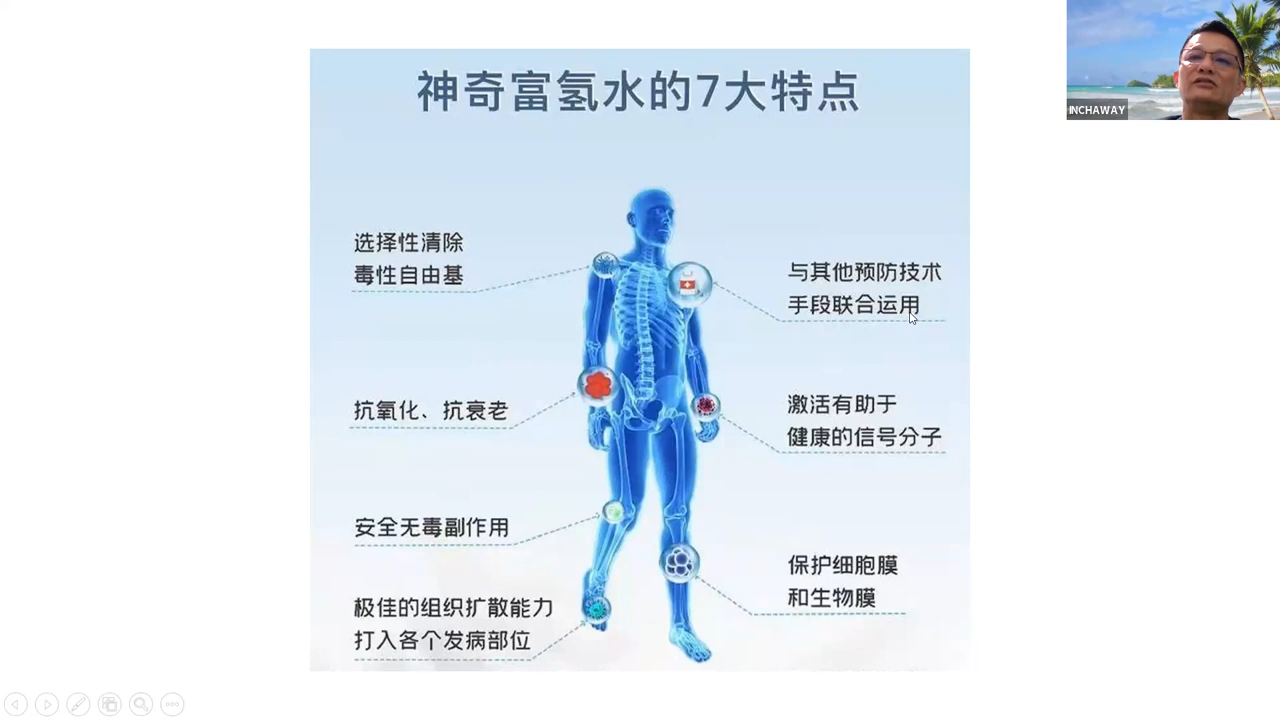 神奇富氢水的7大特点
INCHAWAY
选择性清除
毒性自由基
与其他预防技术
手段联合运用
抗氧化、抗衰老
激活有助于
健康的信号分子
安全无毒副作用
保护细胞膜
和生物膜
极佳的组织扩散能力
打入各个发病部位